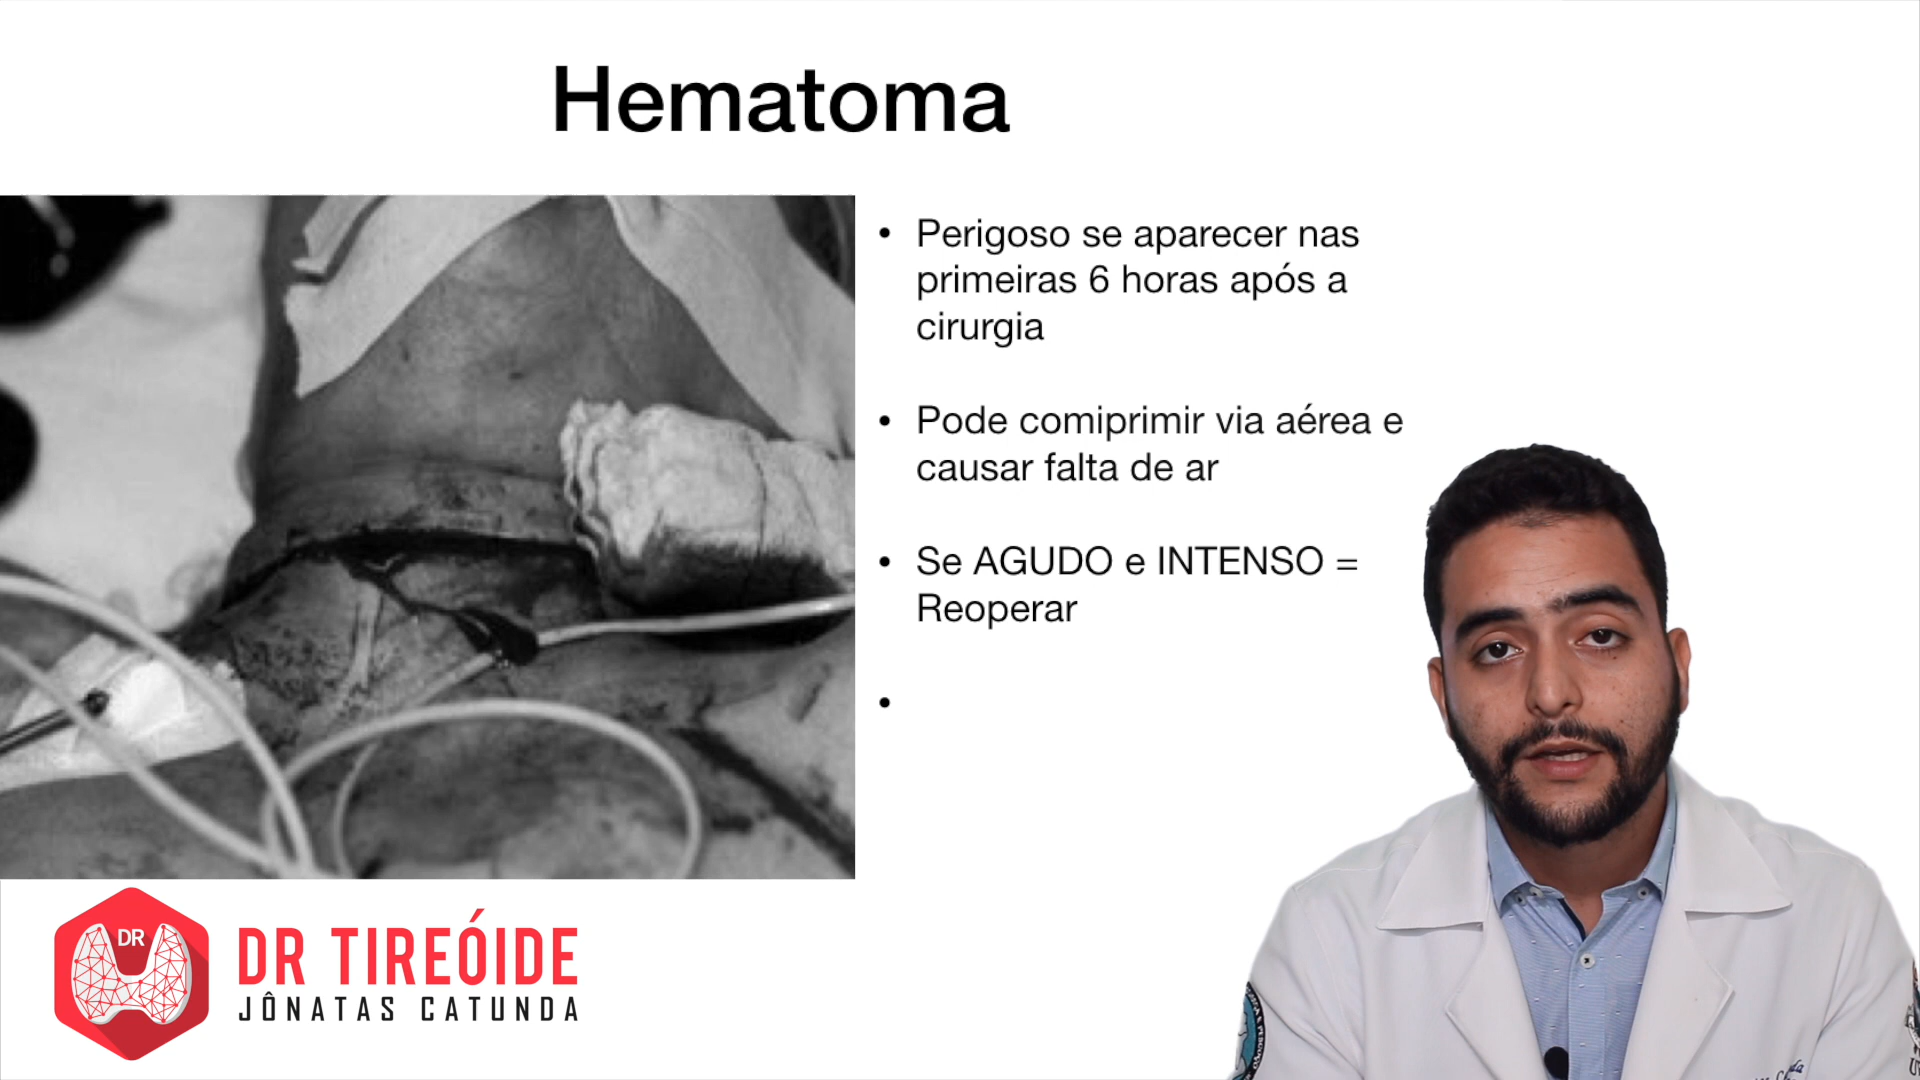 Hematoma
• Perigoso se aparecer nas
primeiras 6 horas após a
cirurgia
• Pode comiprimir via aérea e
causar falta de ar
• Se AGUDO e INTENSO =
Reoperar
•
DR
DR TIREÓIDE
JÔNATAS CATUNDA